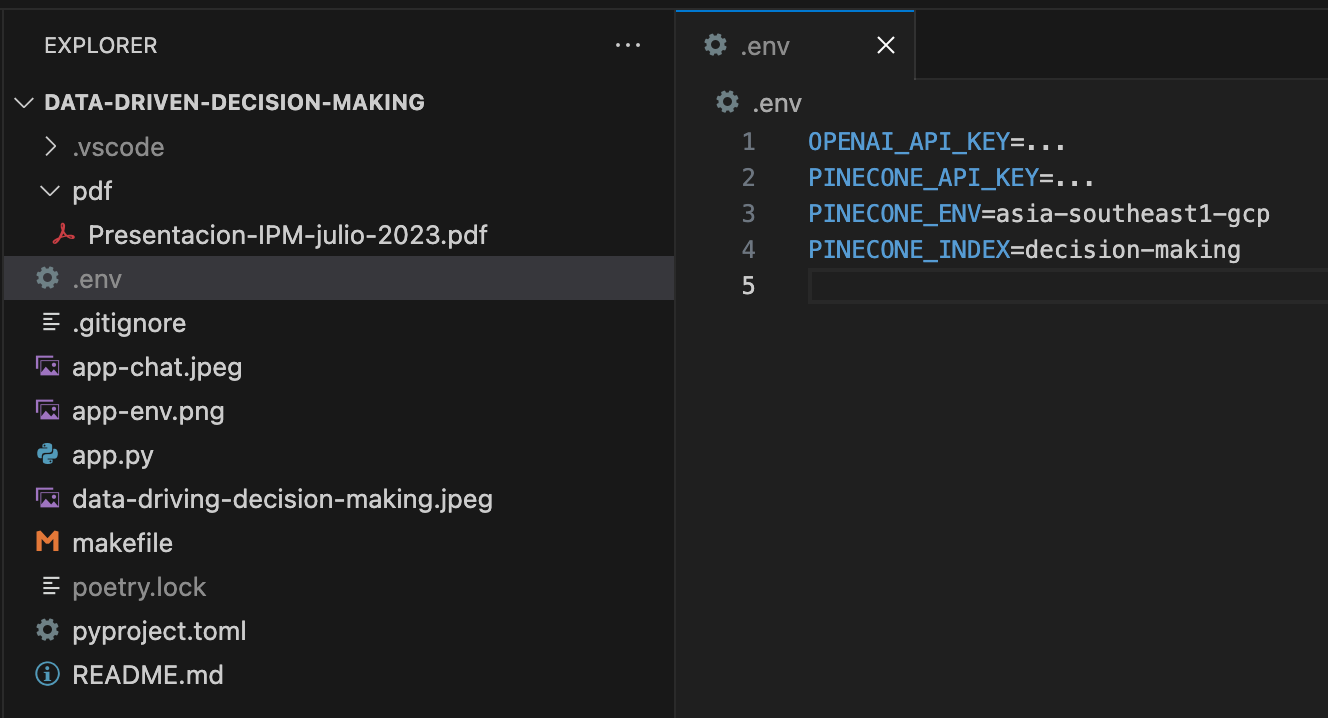 EXPLORER
DATA-DRIVEN-DECISION-MAKING
.vscode
pdf
Presentacion-IPM-julio-2023.pdf
.env
.gitignore
app-chat.jpeg
app-env.png
app.py
data-driving-decision-making.jpeg
makefile
poetry.lock
pyproject.toml
README.md
.env
.env
1 OPENAI_API_KEY=...
2 PINECONE_API_KEY=...
3 PINECONE_ENV=asia-southeast1-gcp
4 PINECONE_INDEX=decision-making
5